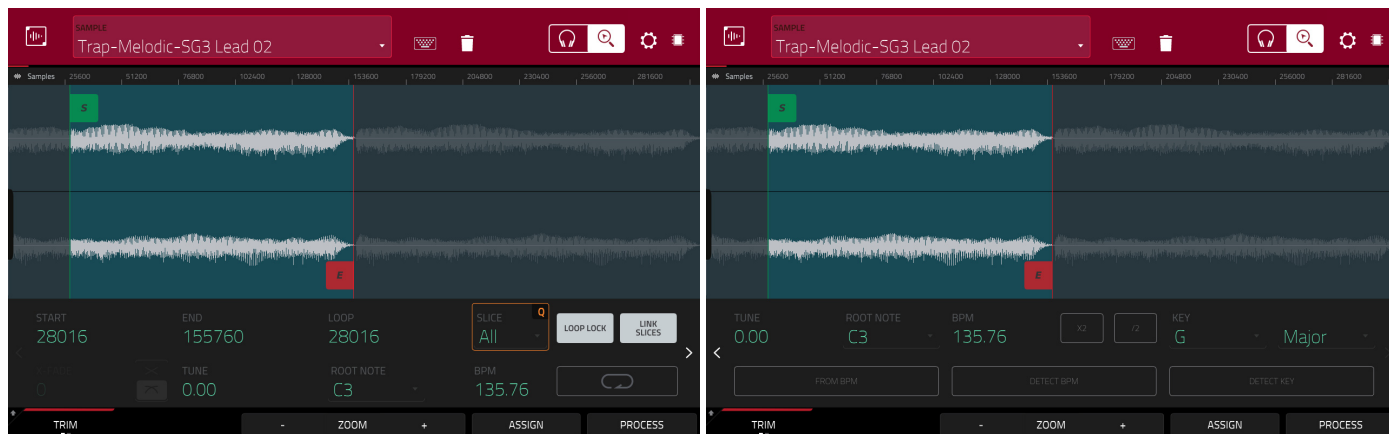 SAMPLE
Trap-Melodic-SG3 Lead 02
Samples 25600 51200 76800 102400 128000 153600 179200 204800 230400 256000 281600
S
E
START END LOOP SLICE Q
28016 155760 28016 All LOOP LOCK LINK SLICES
0 TUNE ROOT NOTE BPM
0.00 C3 135.76
TRIM - ZOOM + ASSIGN PROCESS
SAMPLE
Trap-Melodic-SG3 Lead 02
Samples 25600 51200 76800 102400 128000 153600 179200 204800 230400 256000 281600
S
E
TUNE ROOT NOTE BPM X2 /2 KEY
0.00 C3 135.76 G Major
FROM BPM DETECT BPM DETECT KEY
TRIM - ZOOM + ASSIGN PROCESS